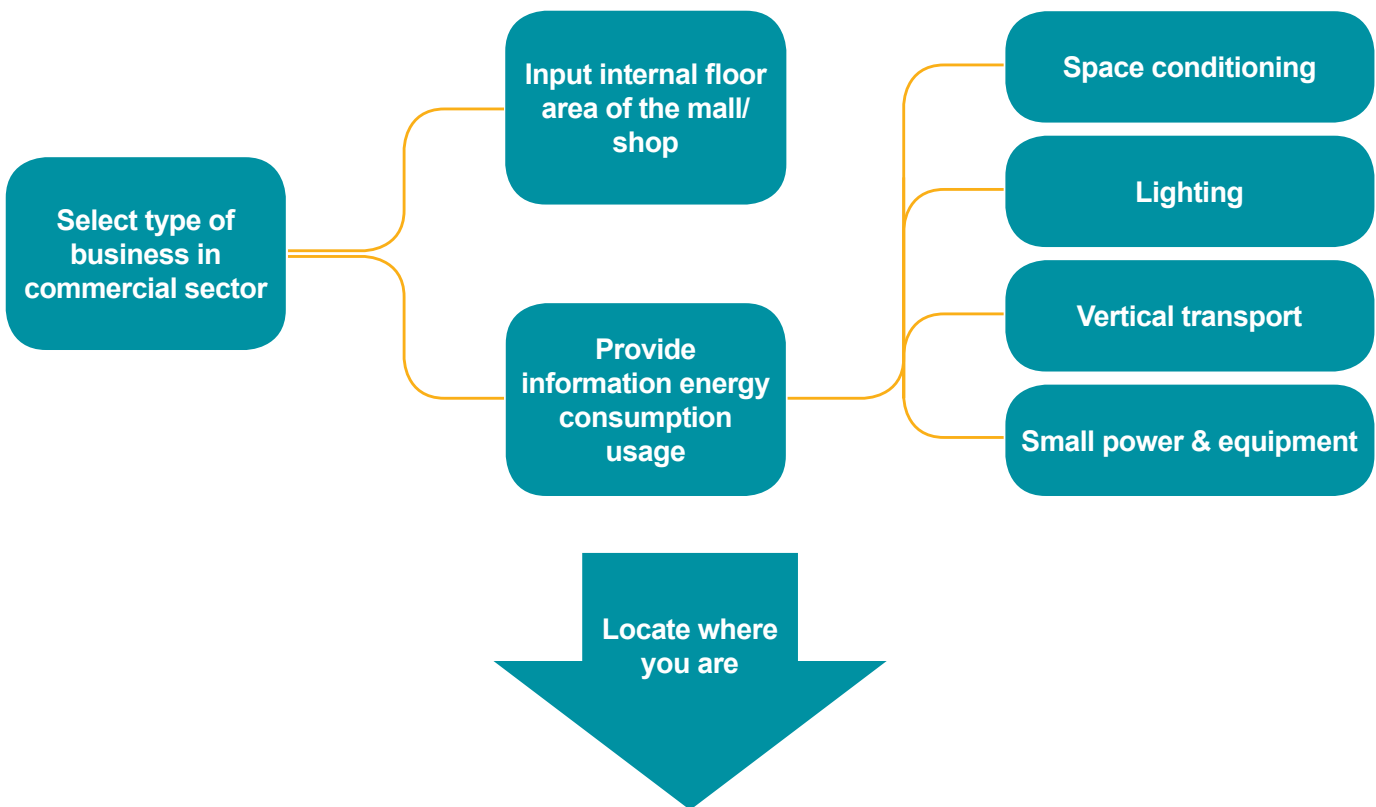 Select type of
business in
commercial sector
Input internal floor
area of the mall/
shop
Provide
information energy
consumption
usage
Space conditioning
Lighting
Vertical transport
Small power & equipment
Locate where
you are